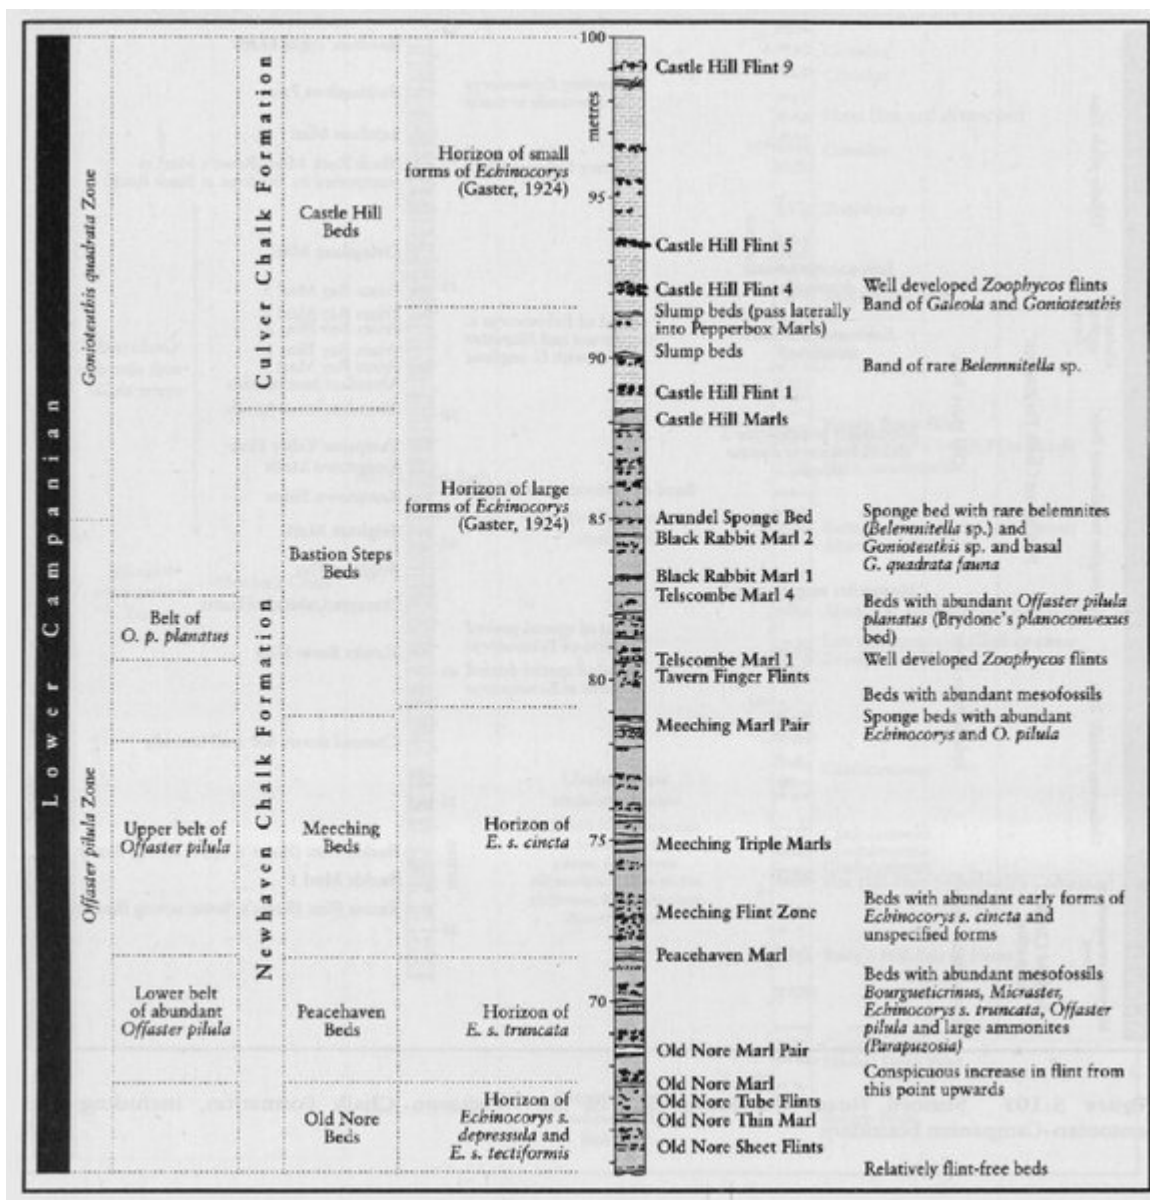 Lower Campanian
Gonioteuthis quadrata Zone
Offaster pilula Zone
Belt of
O. p. planatus
Upper belt of
Offaster pilula
Lower belt
of abundant
Offaster pilula
Culver Chalk Formation
Newhaven Chalk Formation
Castle Hill
Beds
Bastion Steps
Beds
Meeching
Beds
Peacehaven
Beds
Old Nore
Beds
Horizon of small
forms of Echinocorys
(Gaster, 1924)
Horizon of large
forms of Echinocorys
(Gaster, 1924)
Horizon of
E. s. cincta
Horizon of
E. s. truncata
Horizon of
Echinocorys s.
depressula and
E. s. tectiformis
100
metres
95
90
85
80
75
70
Castle Hill Flint 9
Castle Hill Flint 5
Castle Hill Flint 4
Slump beds (pass laterally
into Pepperbox Marls)
Slump beds
Castle Hill Flint 1
Castle Hill Marls
Arundel Sponge Bed
Black Rabbit Marl 2
Black Rabbit Marl 1
Telscombe Marl 4
Telscombe Marl 1
Tavern Finger Flints
Meeching Marl Pair
Meeching Triple Marls
Meeching Flint Zone
Peacehaven Marl
Old Nore Marl Pair
Old Nore Marl
Old Nore Tube Flints
Old Nore Thin Marl
Old Nore Sheet Flints
Well developed Zoophycos flints
Band of Galeola and Gonioteuthis
Band of rare Belemnitella sp.
Sponge bed with rare belemnites
(Belemnitella sp.) and
Gonioteuthis sp. and basal
G. quadrata fauna
Beds with abundant Offaster pilula
planatus (Brydone's planoconvexus
bed)
Well developed Zoophycos flints
Beds with abundant mesofossils
Sponge beds with abundant
Echinocorys and O. pilula
Beds with abundant early forms of
Echinocorys s. cincta and
unspecified forms
Beds with abundant mesofossils
Bourgueticrinus, Micraster,
Echinocorys s. truncata, Offaster
pilula and large ammonites
(Parapuzosia)
Conspicuous increase in flint from
this point upwards
Relatively flint-free beds